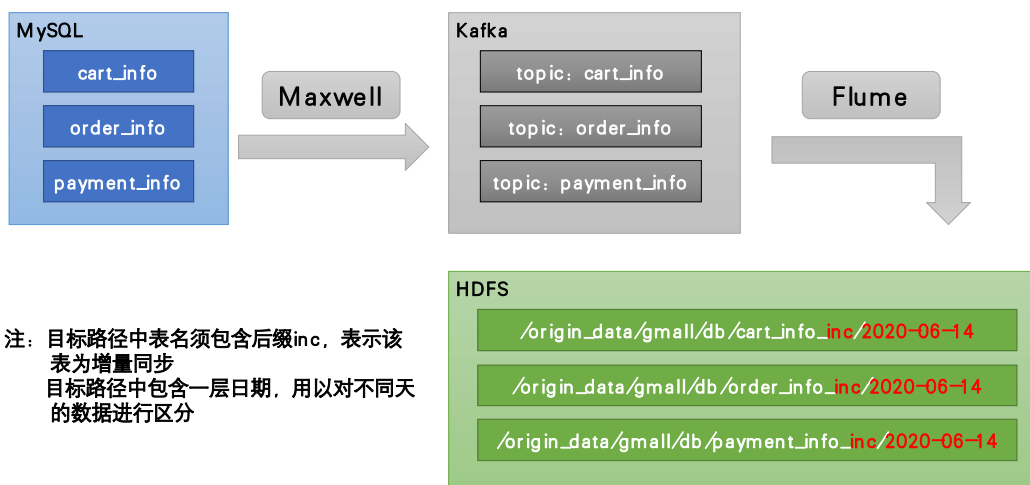 MySQL
cart_info
order_info
payment_info
Maxwell
Kafka
topic：cart_info
topic：order_info
topic：payment_info
Flume
HDFS
/origin_data/gmall/db/cart_info_inc/2020-06-14
/origin_data/gmall/db/order_info_inc/2020-06-14
/origin_data/gmall/db/payment_info_inc/2020-06-14
注：目标路径中表名须包含后缀inc，表示该
表为增量同步
目标路径中包含一层日期，用以对不同天
的数据进行区分